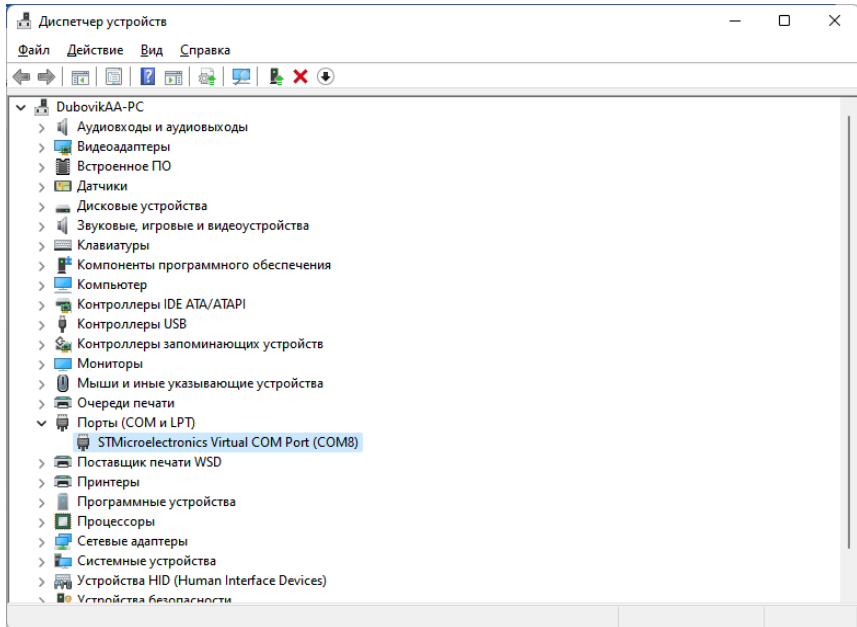 Диспетчер устройств
Файл Действие Вид Справка
DubovikAA-PC
Аудиовходы и аудиовыходы
Видеоадаптеры
Встроенное ПО
Датчики
Дисковые устройства
Звуковые, игровые и видеоустройства
Клавиатуры
Компоненты программного обеспечения
Компьютер
Контроллеры IDE ATA/ATAPI
Контроллеры USB
Контроллеры запоминающих устройств
Мониторы
Мыши и иные указывающие устройства
Очереди печати
Порты (COM и LPT)
STMicroelectronics Virtual COM Port (COM8)
Поставщик печати WSD
Принтеры
Программные устройства
Процессоры
Сетевые адаптеры
Системные устройства
Устройства HID (Human Interface Devices)
Устройства безопасности